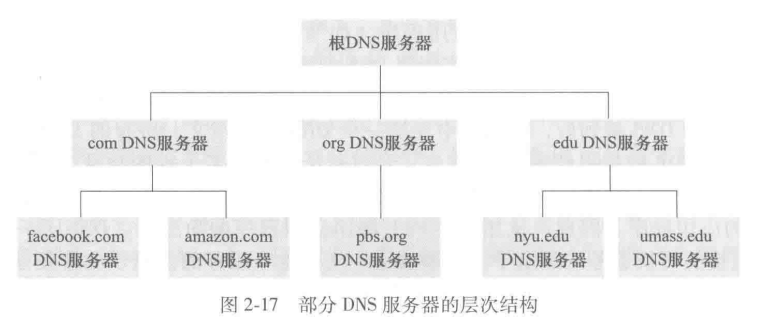 根DNS服务器
com DNS服务器
org DNS服务器
edu DNS服务器
facebook.com
DNS服务器
amazon.com
DNS服务器
pbs.org
DNS服务器
nyu.edu
DNS服务器
umass.edu
DNS服务器
图 2-17 部分 DNS 服务器的层次结构